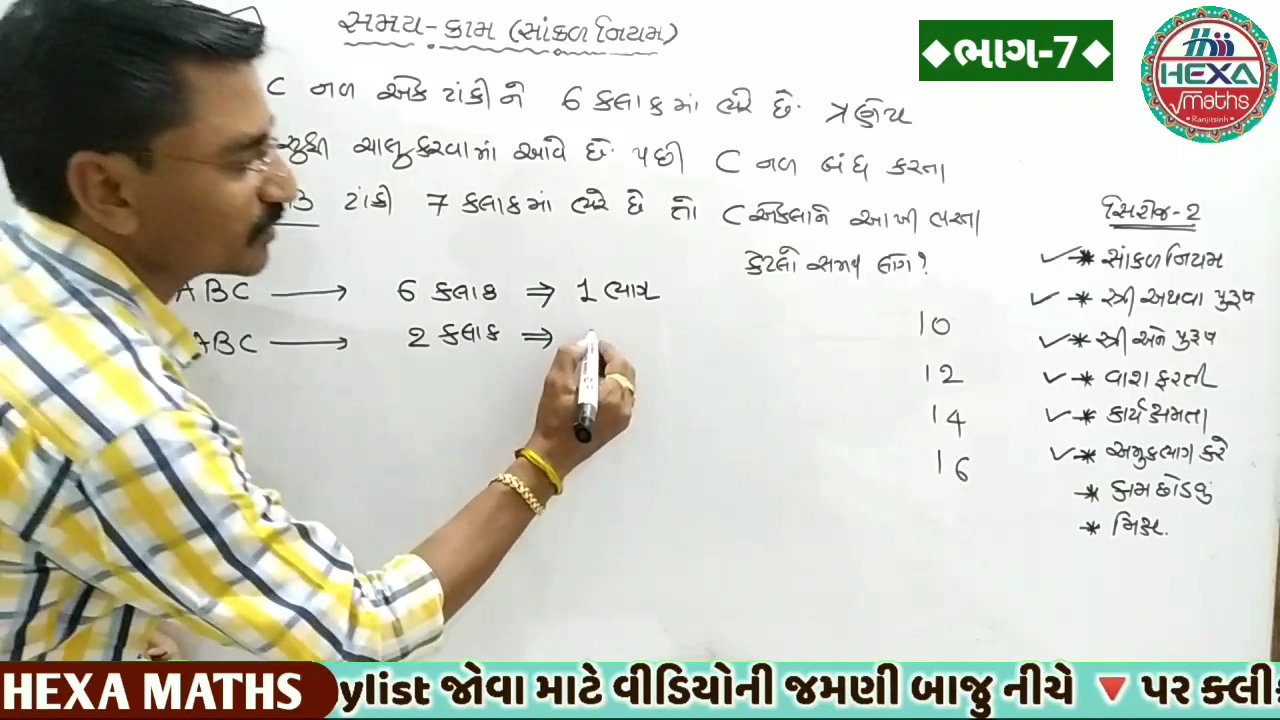 સમય-કામ (સાંકળ નિયમ)
◆ભાગ-7◆
HEXA
Maths
Ranjitsinh
C નળ એક ટાંકીને 6 કલાકમાં ભરે છે. ત્રણેય
સુધી ચાલુ કરવામાં આવે છે. પછી C નળ બંધ કરતા
B ટાંકી 7 કલાકમાં ભરે છે તો C એકલાને આખી ભરતા
કેટલો સમય લાગે?
ABC → 6 કલાક ⇒ 1 ભાગ
ABC → 2 કલાક ⇒
10
12
14
16
સિરીજ-2
✓* સાંકળ નિયમ
✓* સ્ત્રી અથવા પુરૂષ
✓* સ્ત્રી અને પુરૂષ
✓* વારા ફરતી
✓* કાર્યક્ષમતા
✓* અમુક ભાગ કરે
* કામ છોડવું
* મિક્સ.
HEXA MATHS
ylist જોવા માટે વીડિયોની જમણી બાજુ નીચે 🔻પર ક્લી